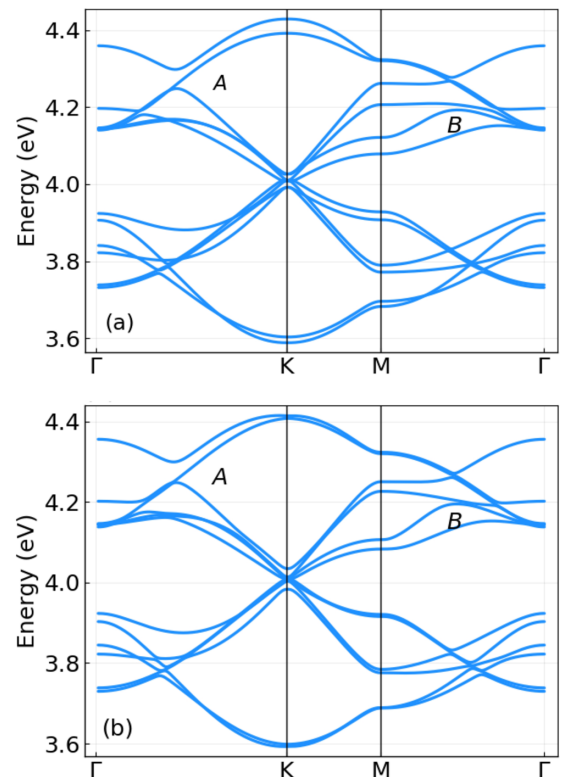 4.4
A
4.2
B
4.0
Energy (eV)
3.8
(a)
3.6
Γ K M Γ
4.4
A
4.2
B
4.0
Energy (eV)
3.8
(b)
3.6
Γ K M Γ